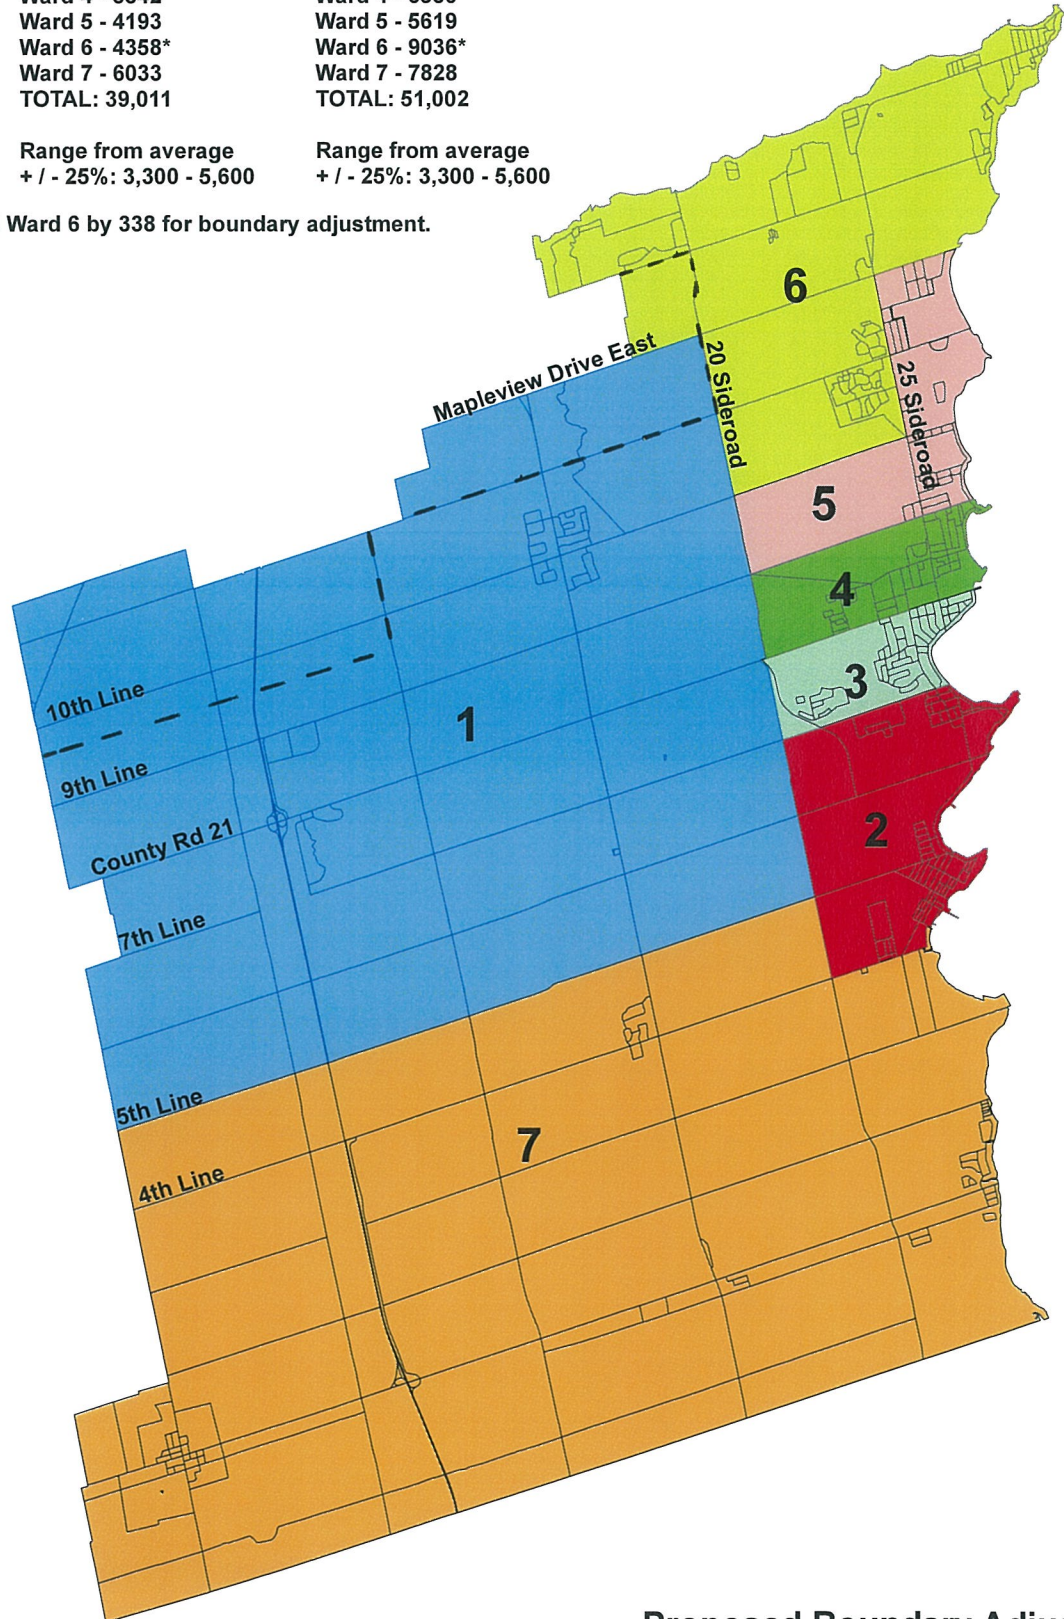 Ward 5 - 4193
Ward 6 - 4358*
Ward 7 - 6033
TOTAL: 39,011
Range from average
+ / - 25%: 3,300 - 5,600
Ward 5 - 5619
Ward 6 - 9036*
Ward 7 - 7828
TOTAL: 51,002
Range from average
+ / - 25%: 3,300 - 5,600
Ward 6 by 338 for boundary adjustment.
6
Mapleview Drive East
20 Sideroad
25 Sideroad
5
4
3
10th Line
1
9th Line
2
County Rd 21
7th Line
5th Line
7
4th Line